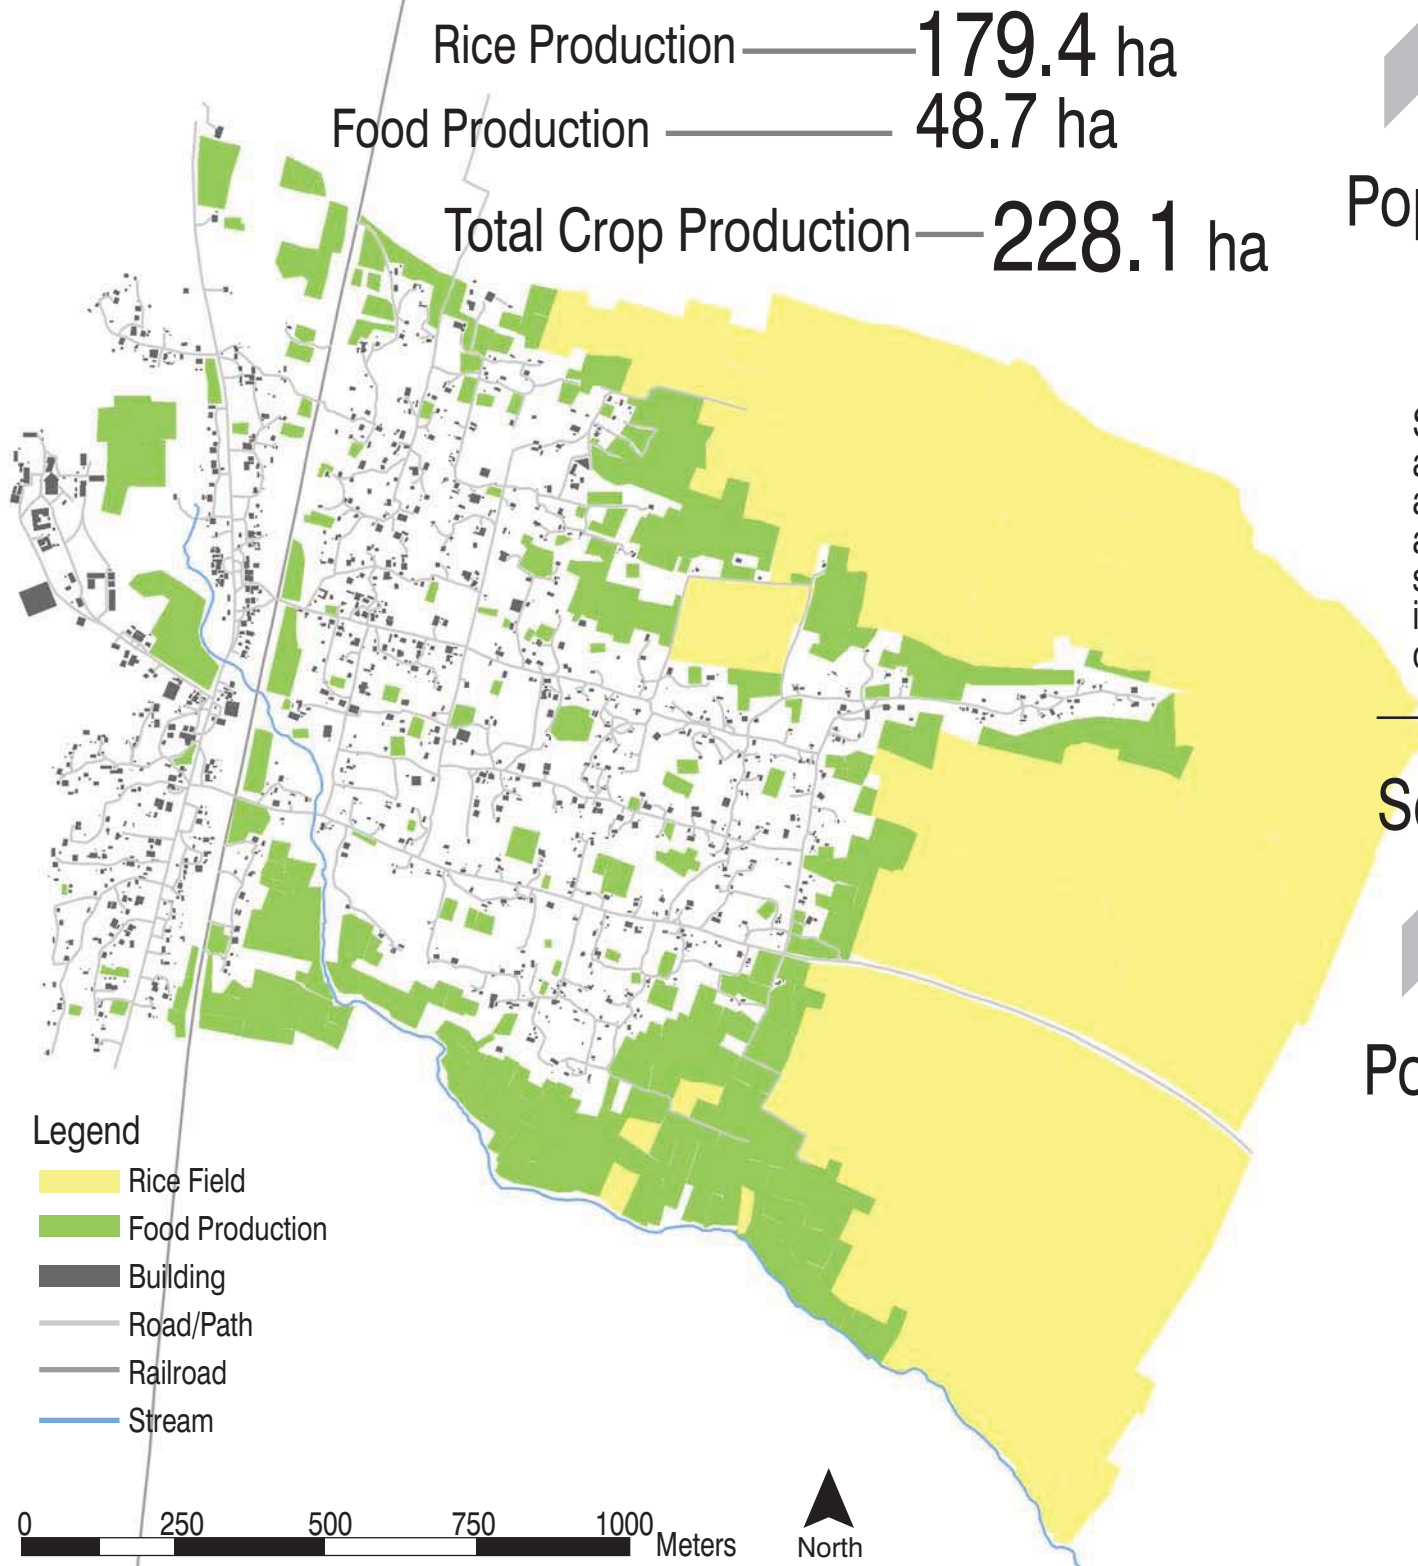 Rice Production 179.4 ha
Food Production 48.7 ha
Total Crop Production 228.1 ha
Legend
Rice Field
Food Production
Building
Road/Path
Railroad
Stream
0 250 500 750 1000 Meters
North